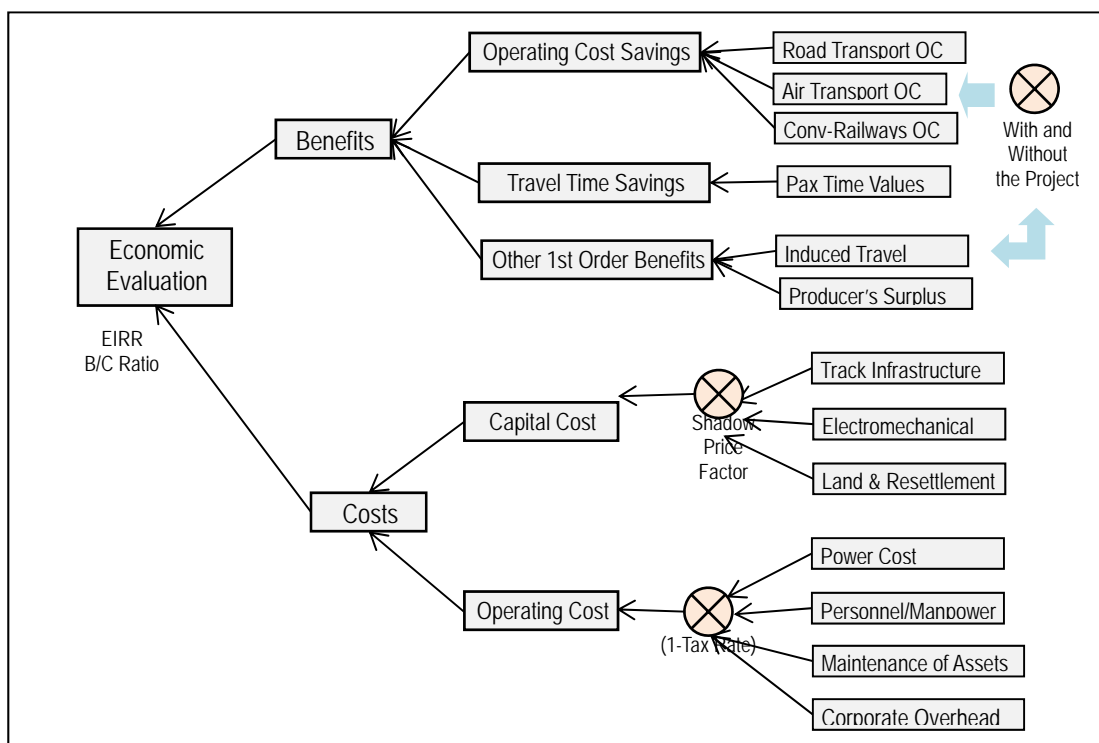 Operating Cost Savings
Road Transport OC
Air Transport OC
Conv-Railways OC
With and
Without
the Project
Benefits
Travel Time Savings
Pax Time Values
Economic
Evaluation
Other 1st Order Benefits
Induced Travel
Producer's Surplus
EIRR
B/C Ratio
Capital Cost
Shadow
Price
Factor
Track Infrastructure
Electromechanical
Land & Resettlement
Costs
Operating Cost
(1-Tax Rate)
Power Cost
Personnel/Manpower
Maintenance of Assets
Corporate Overhead